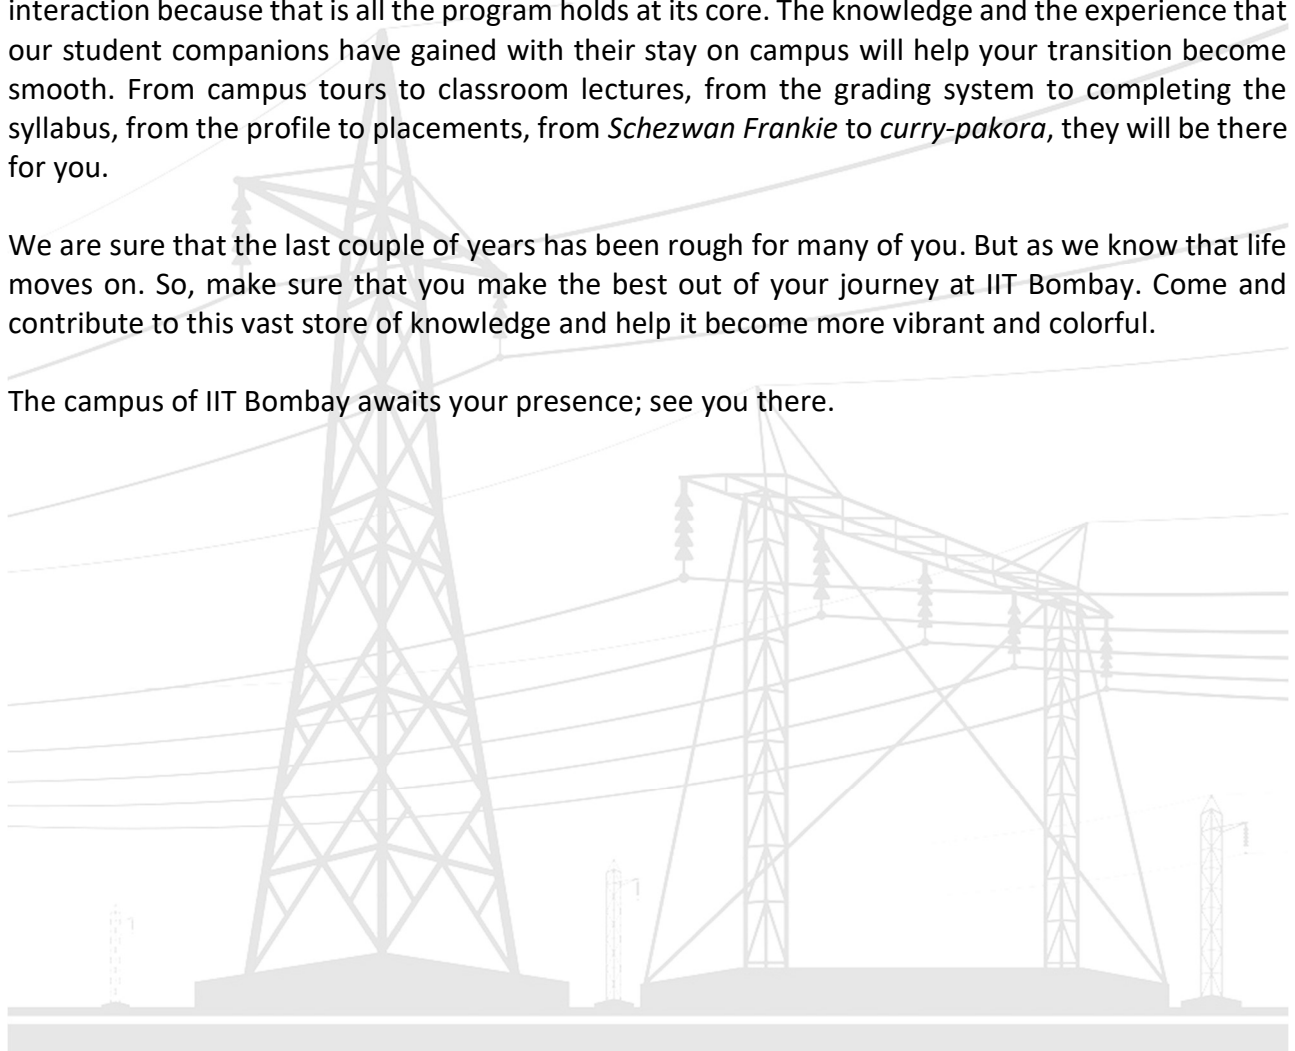 interaction because that is all the program holds at its core. The knowledge and the experience that
our student companions have gained with their stay on campus will help your transition become
smooth. From campus tours to classroom lectures, from the grading system to completing the
syllabus, from the profile to placements, from Schezwan Frankie to curry-pakora, they will be there
for you.
We are sure that the last couple of years has been rough for many of you. But as we know that life
moves on. So, make sure that you make the best out of your journey at IIT Bombay. Come and
contribute to this vast store of knowledge and help it become more vibrant and colorful.
The campus of IIT Bombay awaits your presence; see you there.